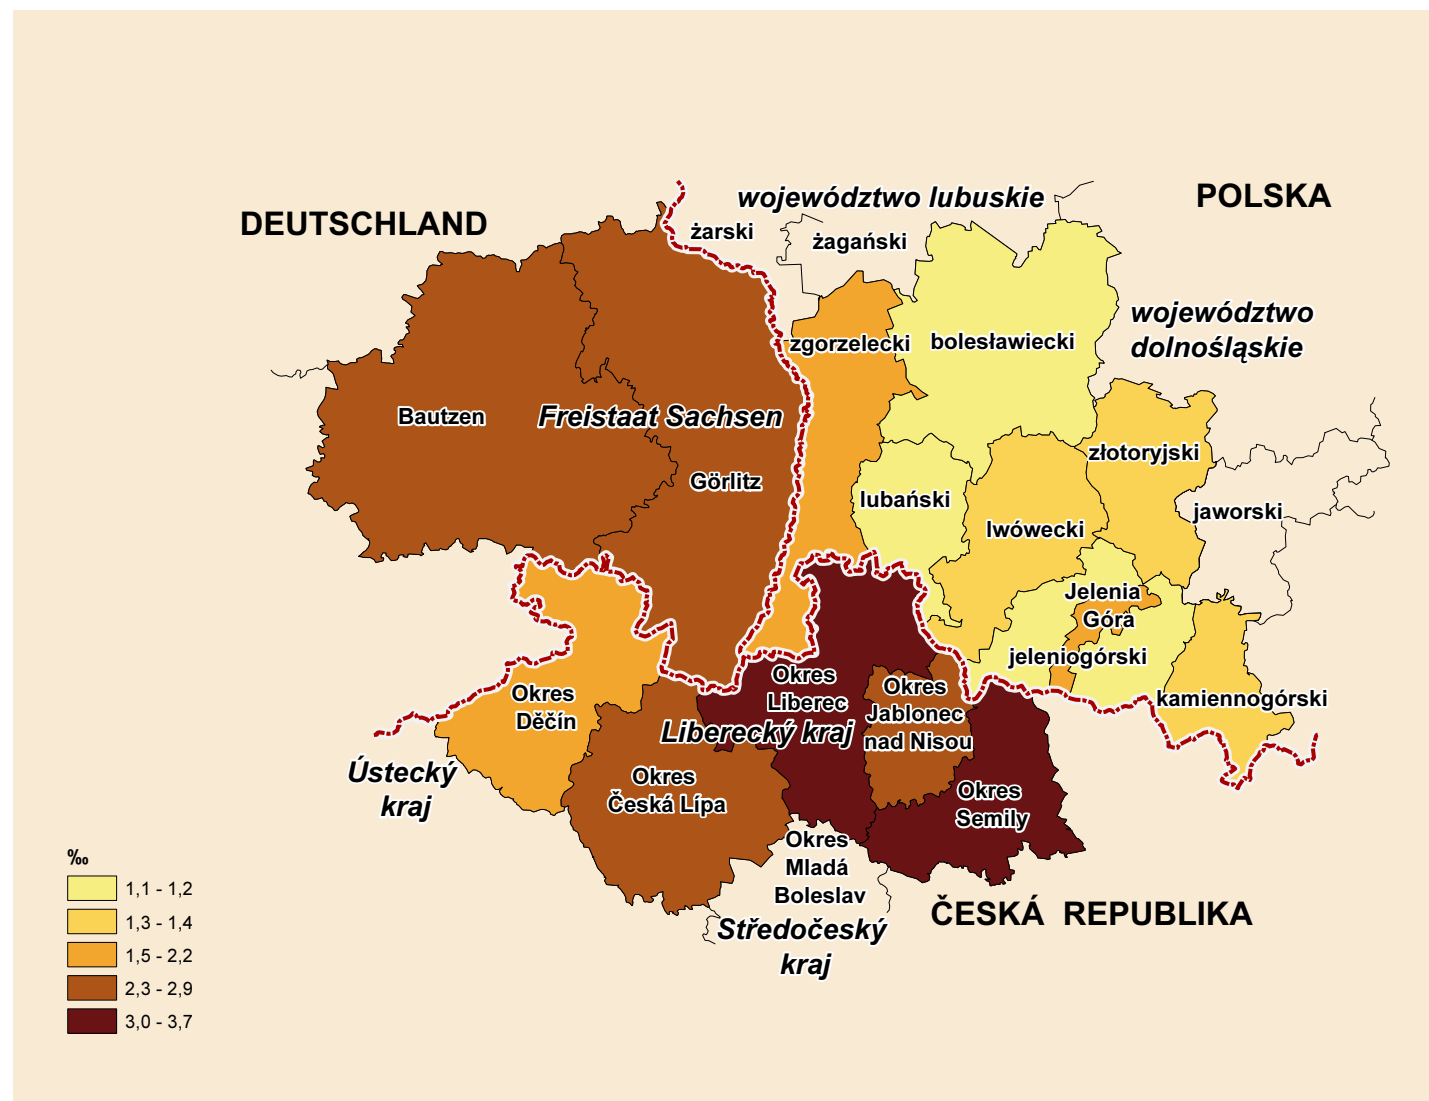 DEUTSCHLAND
POLSKA
województwo lubuskie
żarski
żagański
województwo
dolnośląskie
zgorzelecki
bolesławiecki
Bautzen
Freistaat Sachsen
Görlitz
złotoryjski
lubański
lwówecki
jaworski
Jelenia
Góra
jeleniogórski
kamiennogórski
Okres
Děčín
Okres
Liberec
Okres
Jablonec
nad Nisou
Liberecký kraj
Ústecký
kraj
Okres
Česká Lípa
Okres
Semily
Okres
Mladá
Boleslav
Středočeský
kraj
ČESKÁ REPUBLIKA
‰
1,1 - 1,2
1,3 - 1,4
1,5 - 2,2
2,3 - 2,9
3,0 - 3,7